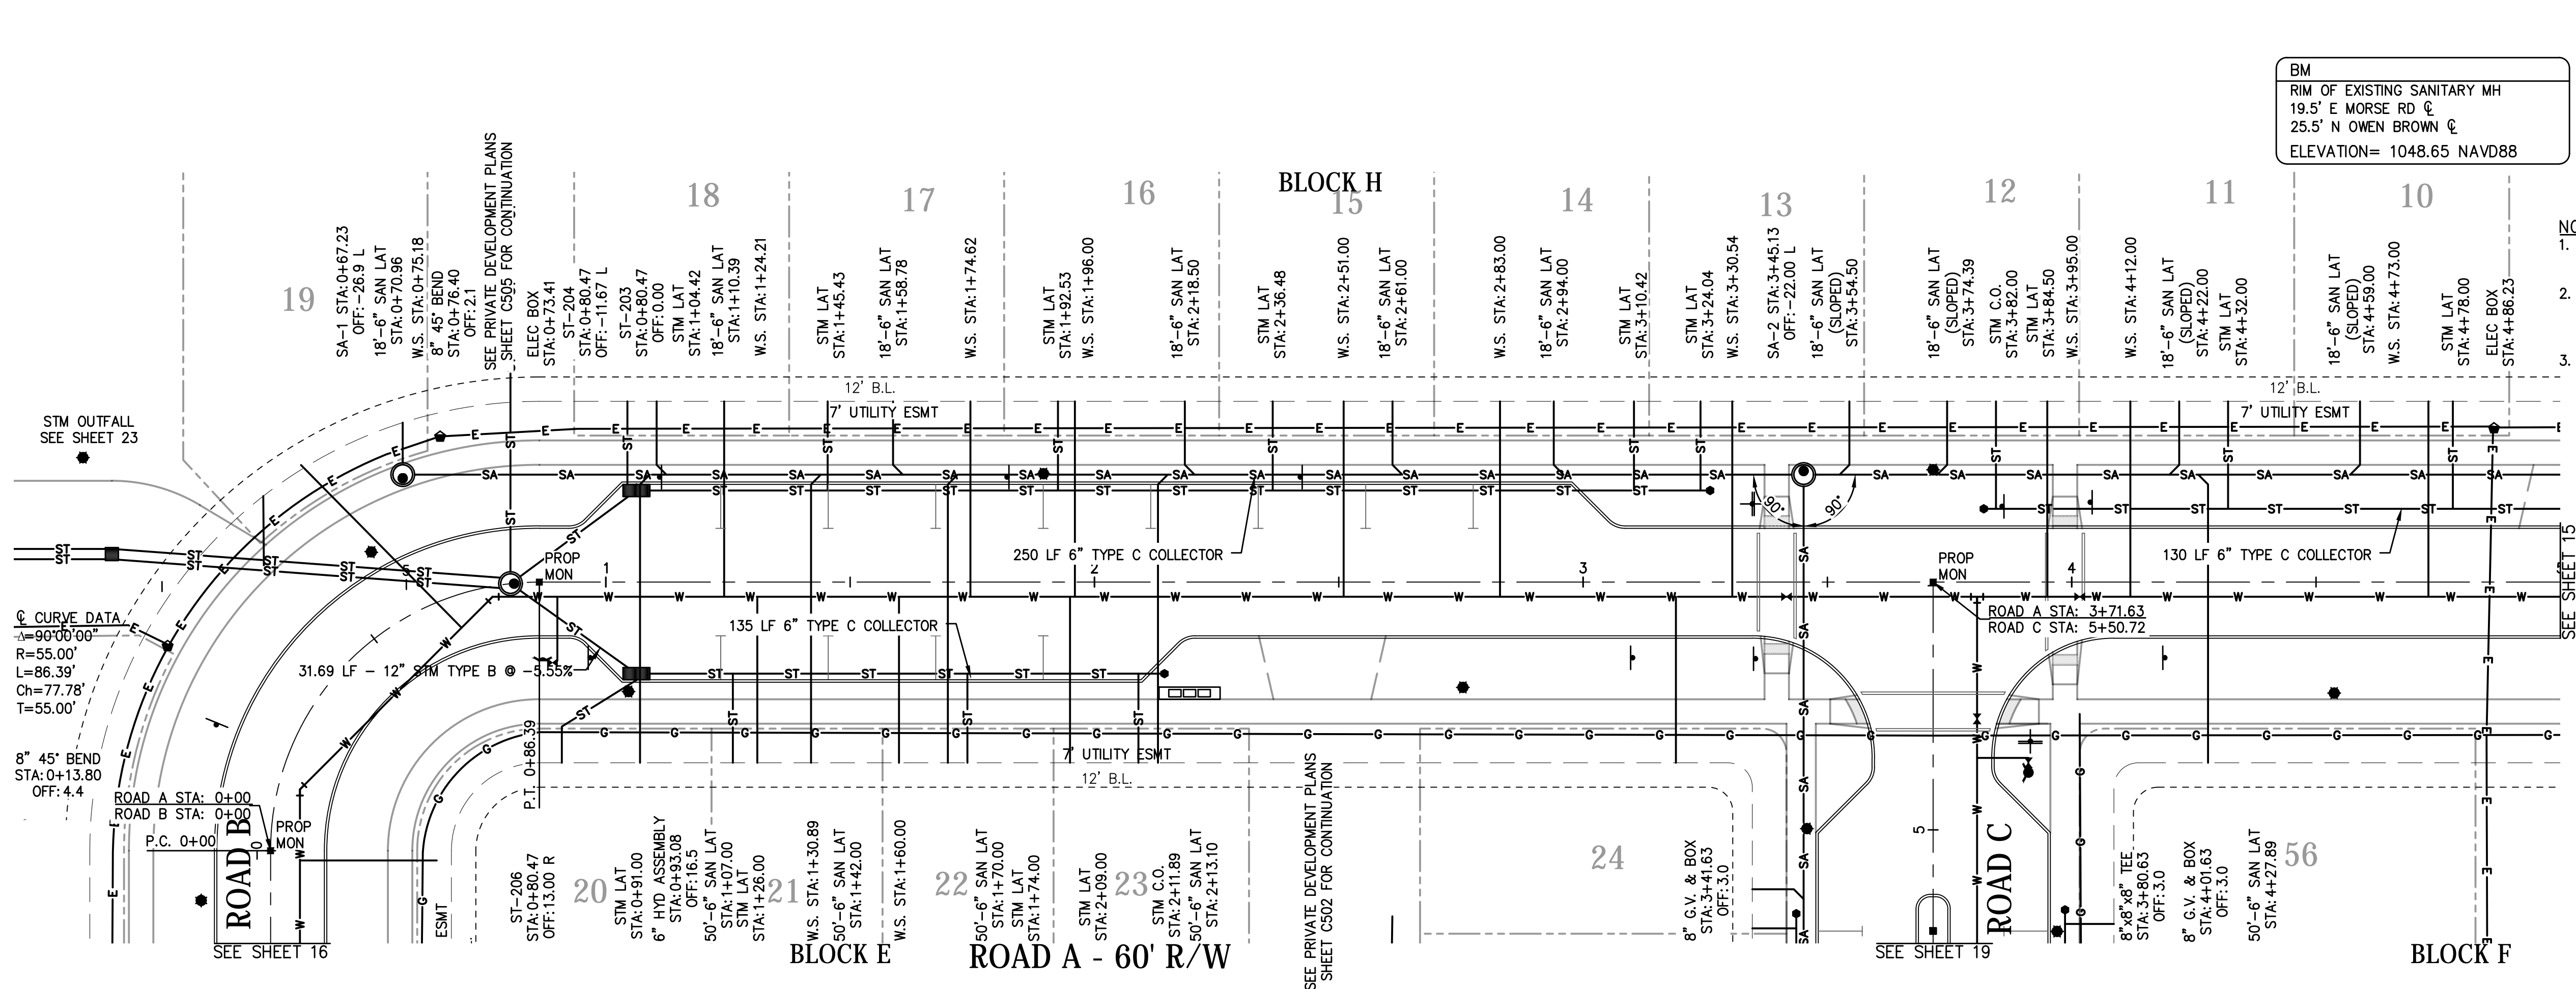 BM
RIM OF EXISTING SANITARY MH
19.5' E MORSE RD ℄
25.5' N OWEN BROWN ℄
ELEVATION= 1048.65 NAVD88
BLOCK H
19
18
17
16
15
14
13
12
11
10
1.
2.
3.
SA-1 STA:0+67.23
OFF:-26.9 L
18'-6" SAN LAT
STA:0+70.96
W.S. STA:0+75.18
8" 45° BEND
STA:0+76.40
OFF:2.1
SEE PRIVATE DEVELOPMENT PLANS
SHEET C505 FOR CONTINUATION
ELEC BOX
STA:0+73.41
ST-204
STA:0+80.47
OFF:-11.67 L
ST-203
STA:0+80.47
OFF:0.00
STM LAT
STA:1+04.42
18'-6" SAN LAT
STA:1+10.39
W.S. STA:1+24.21
STM LAT
STA:1+45.43
18'-6" SAN LAT
STA:1+58.78
W.S. STA:1+74.62
STM LAT
STA:1+92.53
W.S. STA:1+96.00
18'-6" SAN LAT
STA:2+18.50
STM LAT
STA:2+36.48
W.S. STA:2+51.00
18'-6" SAN LAT
STA:2+61.00
W.S. STA:2+83.00
18'-6" SAN LAT
STA:2+94.00
STM LAT
STA:3+10.42
STM LAT
STA:3+24.04
W.S. STA:3+30.54
SA-2 STA:3+45.13
OFF:-22.00 L
18'-6" SAN LAT
(SLOPED)
STA:3+54.50
18'-6" SAN LAT
(SLOPED)
STA:3+74.39
STM C.O.
STA:3+82.00
STM LAT
STA:3+84.50
W.S. STA:3+95.00
W.S. STA:4+12.00
18'-6" SAN LAT
(SLOPED)
STA:4+22.00
STM LAT
STA:4+32.00
18'-6" SAN LAT
(SLOPED)
STA:4+59.00
W.S. STA:4+73.00
STM LAT
STA:4+78.00
ELEC BOX
STA:4+86.23
12' B.L.
7' UTILITY ESMT
12' B.L.
7' UTILITY ESMT
STM OUTFALL
SEE SHEET 23
PROP
MON
1
2
3
4
5
250 LF 6" TYPE C COLLECTOR
130 LF 6" TYPE C COLLECTOR
90°
90°
PROP
MON
ROAD A STA: 3+71.63
ROAD C STA: 5+50.72
SEE SHEET 15
135 LF 6" TYPE C COLLECTOR
31.69 LF - 12" STM TYPE B @ -5.55%
℄ CURVE DATA
Δ=90°00'00"
R=55.00'
L=86.39'
Ch=77.78'
T=55.00'
8" 45° BEND
STA:0+13.80
OFF:4.4
ROAD A STA: 0+00
ROAD B STA: 0+00
P.C. 0+00
PROP
MON
0
P.T. 0+86.39
7' UTILITY ESMT
12' B.L.
ROAD B
SEE SHEET 16
ESMT
ST-206
STA:0+80.47
OFF:13.00 R
20
STM LAT
STA:0+91.00
6" HYD ASSEMBLY
STA:0+93.08
OFF:16.5
50'-6" SAN LAT
STA:1+07.00
STM LAT
STA:1+26.00
21
W.S. STA:1+30.89
50'-6" SAN LAT
STA:1+42.00
W.S. STA:1+60.00
22
50'-6" SAN LAT
STA:1+70.00
STM LAT
STA:1+74.00
STM LAT
STA:2+09.00
23
STM C.O.
STA:2+11.89
50'-6" SAN LAT
STA:2+13.10
SEE PRIVATE DEVELOPMENT PLANS
SHEET C502 FOR CONTINUATION
24
8" G.V. & BOX
STA:3+41.63
OFF:3.0
5
ROAD C
SEE SHEET 19
8"x8"x8" TEE
STA:3+80.63
OFF:3.0
8" G.V. & BOX
STA:4+01.63
OFF:3.0
50'-6" SAN LAT
STA:4+27.89
56
BLOCK E
ROAD A - 60' R/W
BLOCK F